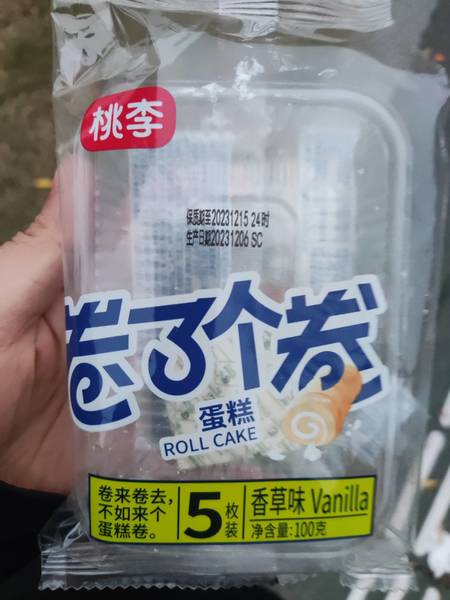 桃李
保质期至20231215 24时
生产日期20231206 SC
卷了个卷
蛋糕
ROLL CAKE
卷来卷去，
不如来个
蛋糕卷。
5枚装
香草味 Vanilla
净含量:100克